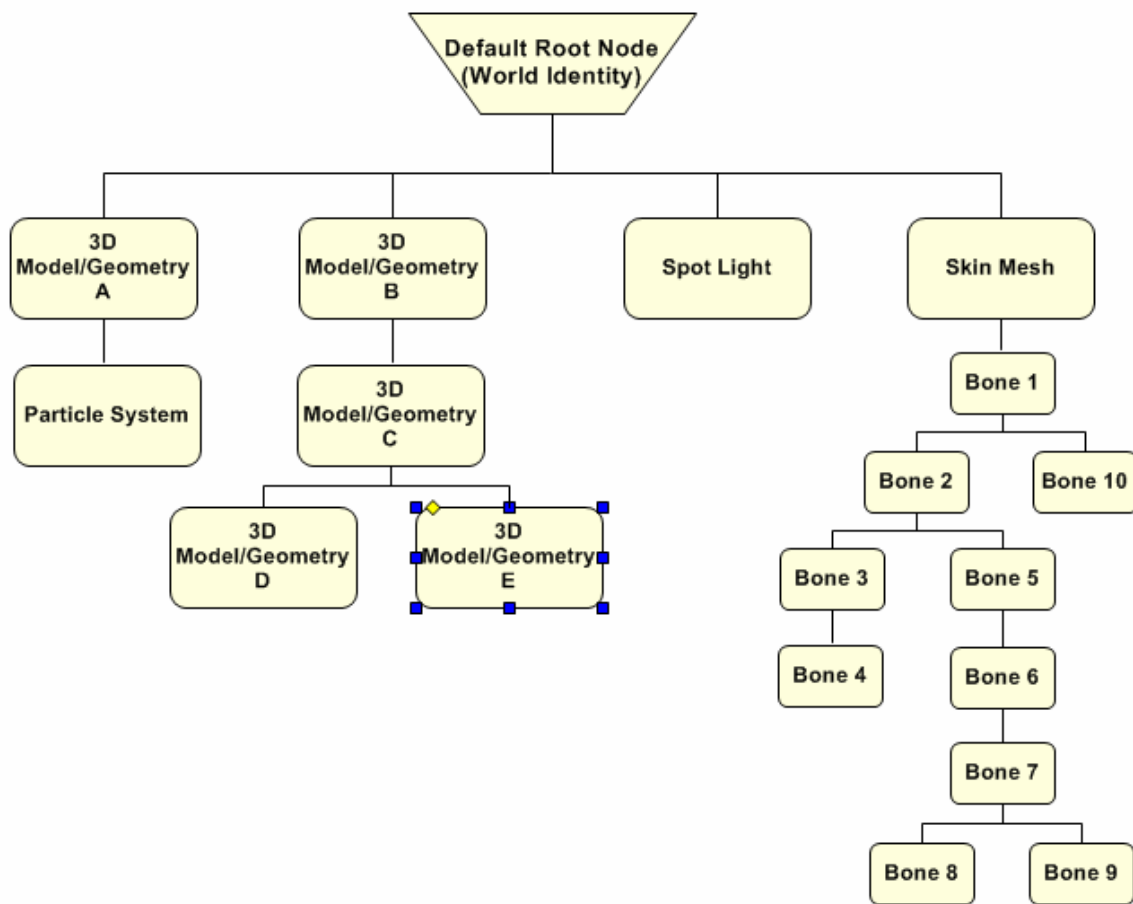 Default Root Node
(World Identity)
3D
Model/Geometry
A
3D
Model/Geometry
B
Spot Light
Skin Mesh
Particle System
3D
Model/Geometry
C
Bone 1
Bone 2
Bone 10
3D
Model/Geometry
D
3D
Model/Geometry
E
Bone 3
Bone 5
Bone 4
Bone 6
Bone 7
Bone 8
Bone 9